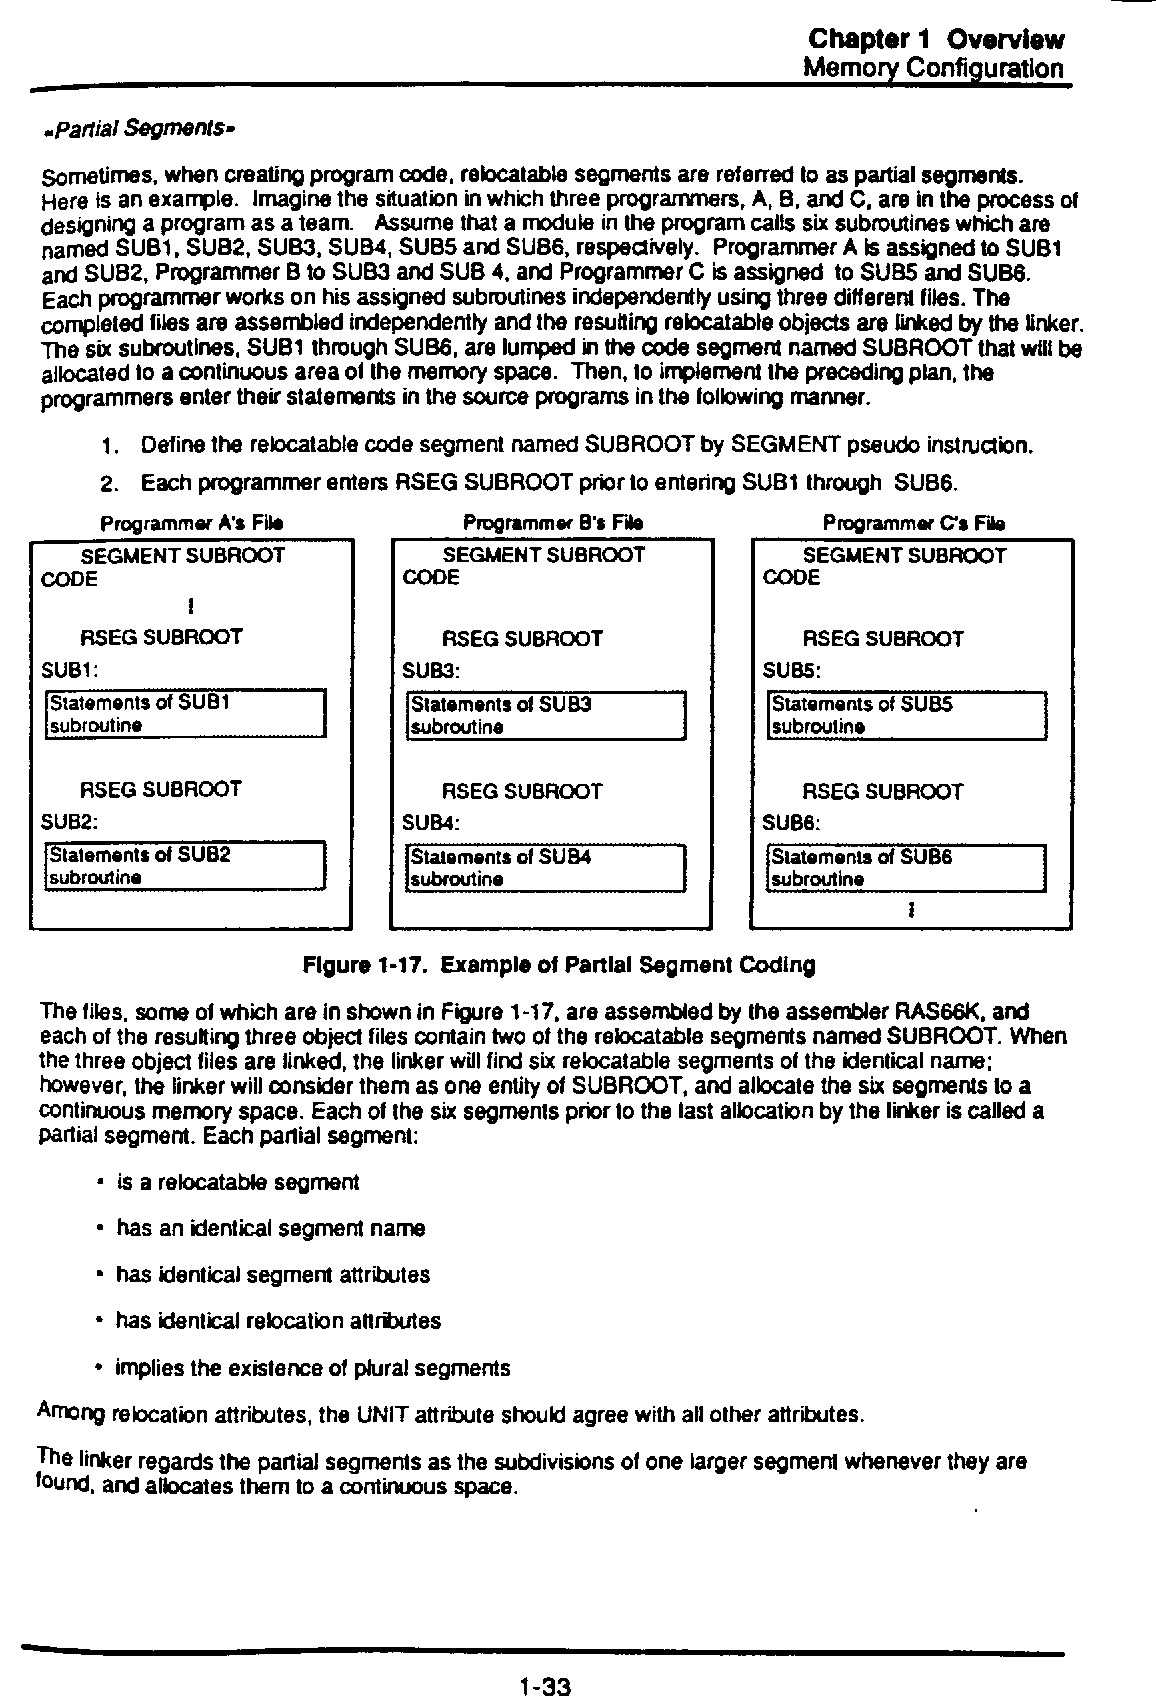 Chapter 1 Overview
Memory Configuration
-Partial Segments-
Sometimes, when creating program code, relocatable segments are referred to as partial segments.
Here is an example. Imagine the situation in which three programmers, A, B, and C, are in the process of
designing a program as a team. Assume that a module in the program calls six subroutines which are
named SUB1, SUB2, SUB3, SUB4, SUB5 and SUB6, respectively. Programmer A is assigned to SUB1
and SUB2, Programmer B to SUB3 and SUB 4, and Programmer C is assigned to SUB5 and SUB6.
Each programmer works on his assigned subroutines independently using three different files. The
completed files are assembled independently and the resulting relocatable objects are linked by the linker.
The six subroutines, SUB1 through SUB6, are lumped in the code segment named SUBROOT that will be
allocated to a continuous area of the memory space. Then, to implement the preceding plan, the
programmers enter their statements in the source programs in the following manner.
1. Define the relocatable code segment named SUBROOT by SEGMENT pseudo instruction.
2. Each programmer enters RSEG SUBROOT prior to entering SUB1 through SUB6.
Programmer A's File
SEGMENT SUBROOT
CODE
⁞
RSEG SUBROOT
SUB1:
Statements of SUB1
subroutine
RSEG SUBROOT
SUB2:
Statements of SUB2
subroutine
Programmer B's File
SEGMENT SUBROOT
CODE
RSEG SUBROOT
SUB3:
Statements of SUB3
subroutine
RSEG SUBROOT
SUB4:
Statements of SUB4
subroutine
Programmer C's File
SEGMENT SUBROOT
CODE
RSEG SUBROOT
SUB5:
Statements of SUB5
subroutine
RSEG SUBROOT
SUB6:
Statements of SUB6
subroutine
⁞
Figure 1-17. Example of Partial Segment Coding
The files, some of which are in shown in Figure 1-17, are assembled by the assembler RAS66K, and
each of the resulting three object files contain two of the relocatable segments named SUBROOT. When
the three object files are linked, the linker will find six relocatable segments of the identical name;
however, the linker will consider them as one entity of SUBROOT, and allocate the six segments to a
continuous memory space. Each of the six segments prior to the last allocation by the linker is called a
partial segment. Each partial segment:
• is a relocatable segment
• has an identical segment name
• has identical segment attributes
• has identical relocation attributes
• implies the existence of plural segments
Among relocation attributes, the UNIT attribute should agree with all other attributes.
The linker regards the partial segments as the subdivisions of one larger segment whenever they are
found, and allocates them to a continuous space.
1-33